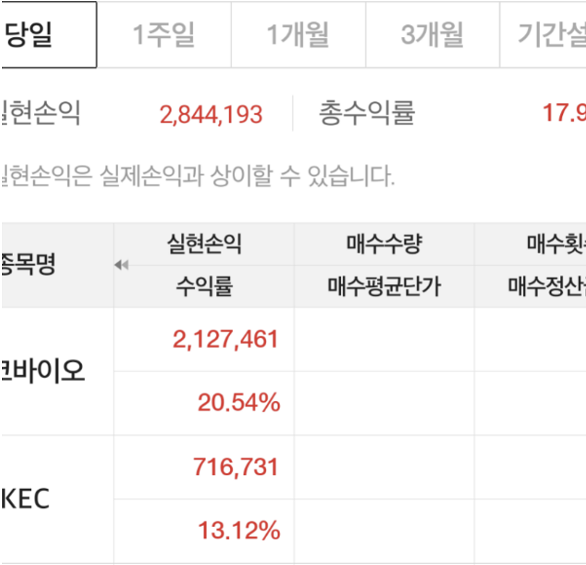 당일 1주일 1개월 3개월 기간설
실현손익 2,844,193 총수익률 17.9
실현손익은 실제손익과 상이할 수 있습니다.
종목명 실현손익 매수수량 매수횟수
수익률 매수평균단가 매수정산금
2,127,461
코바이오
20.54%
716,731
KEC
13.12%